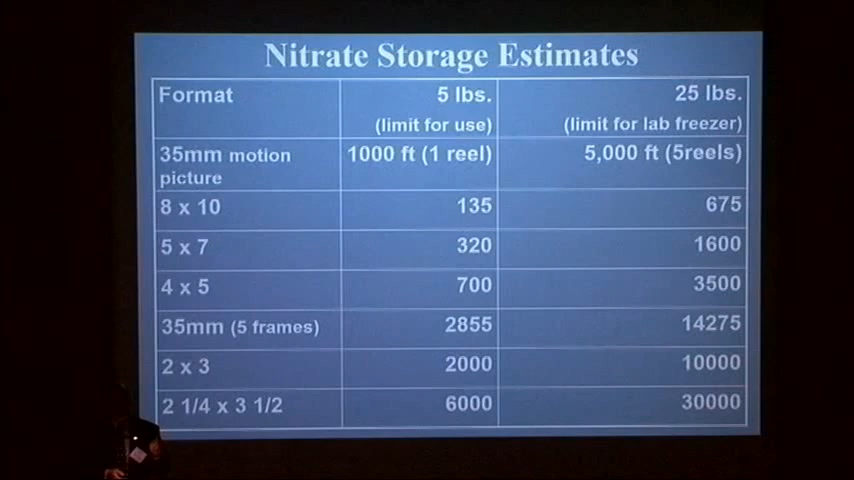 Nitrate Storage Estimates
Format 5 lbs. 25 lbs.
(limit for use) (limit for lab freezer)
35mm motion 1000 ft (1 reel) 5,000 ft (5reels)
picture
8 x 10 135 675
5 x 7 320 1600
4 x 5 700 3500
35mm (5 frames) 2855 14275
2 x 3 2000 10000
2 1/4 x 3 1/2 6000 30000